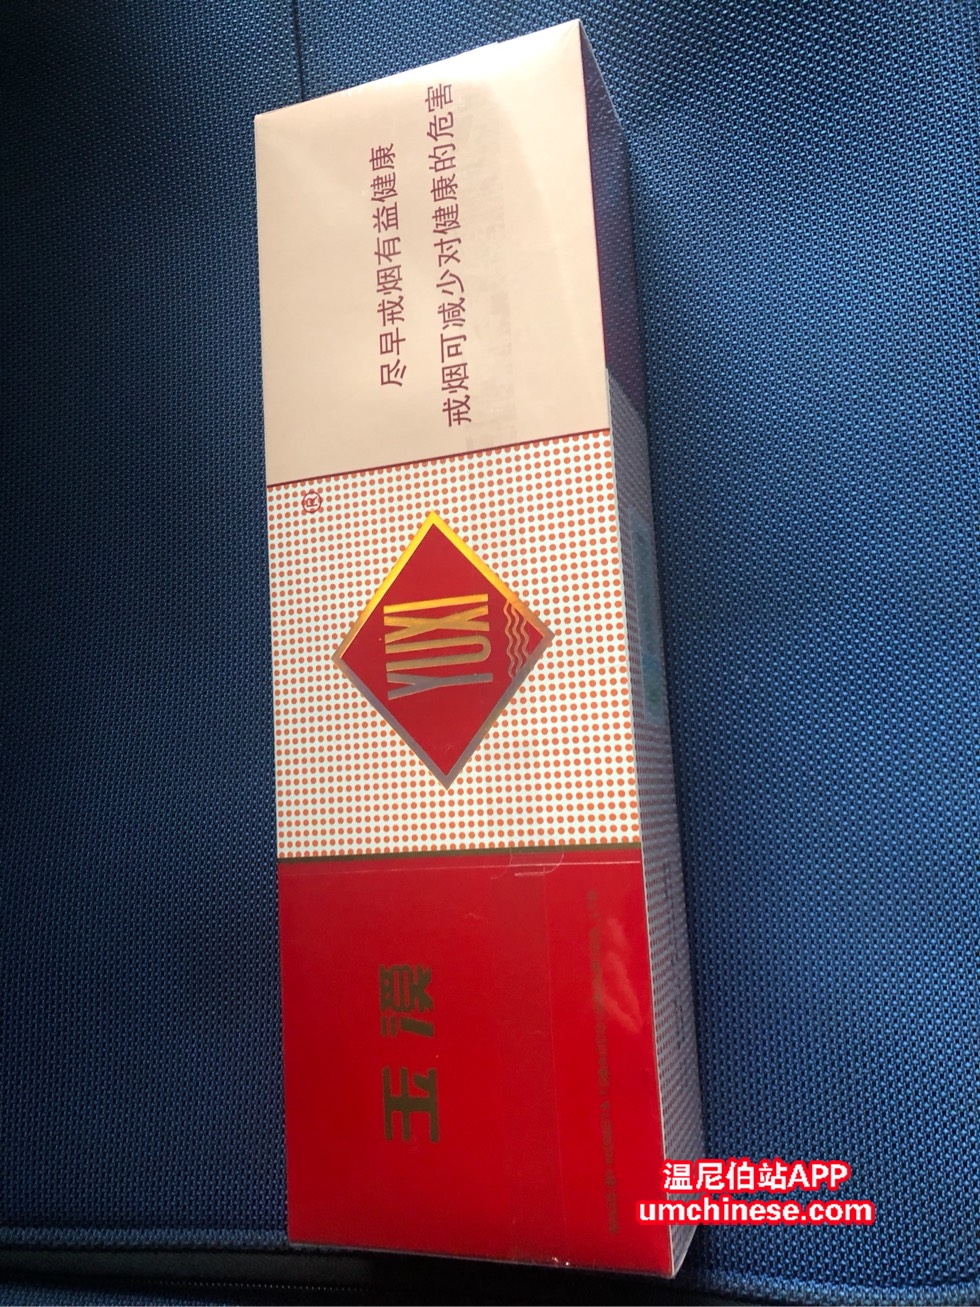 尽早戒烟有益健康
戒烟可减少对健康的危害
®
YUXI
玉溪
温尼伯站APP
umchinese.com